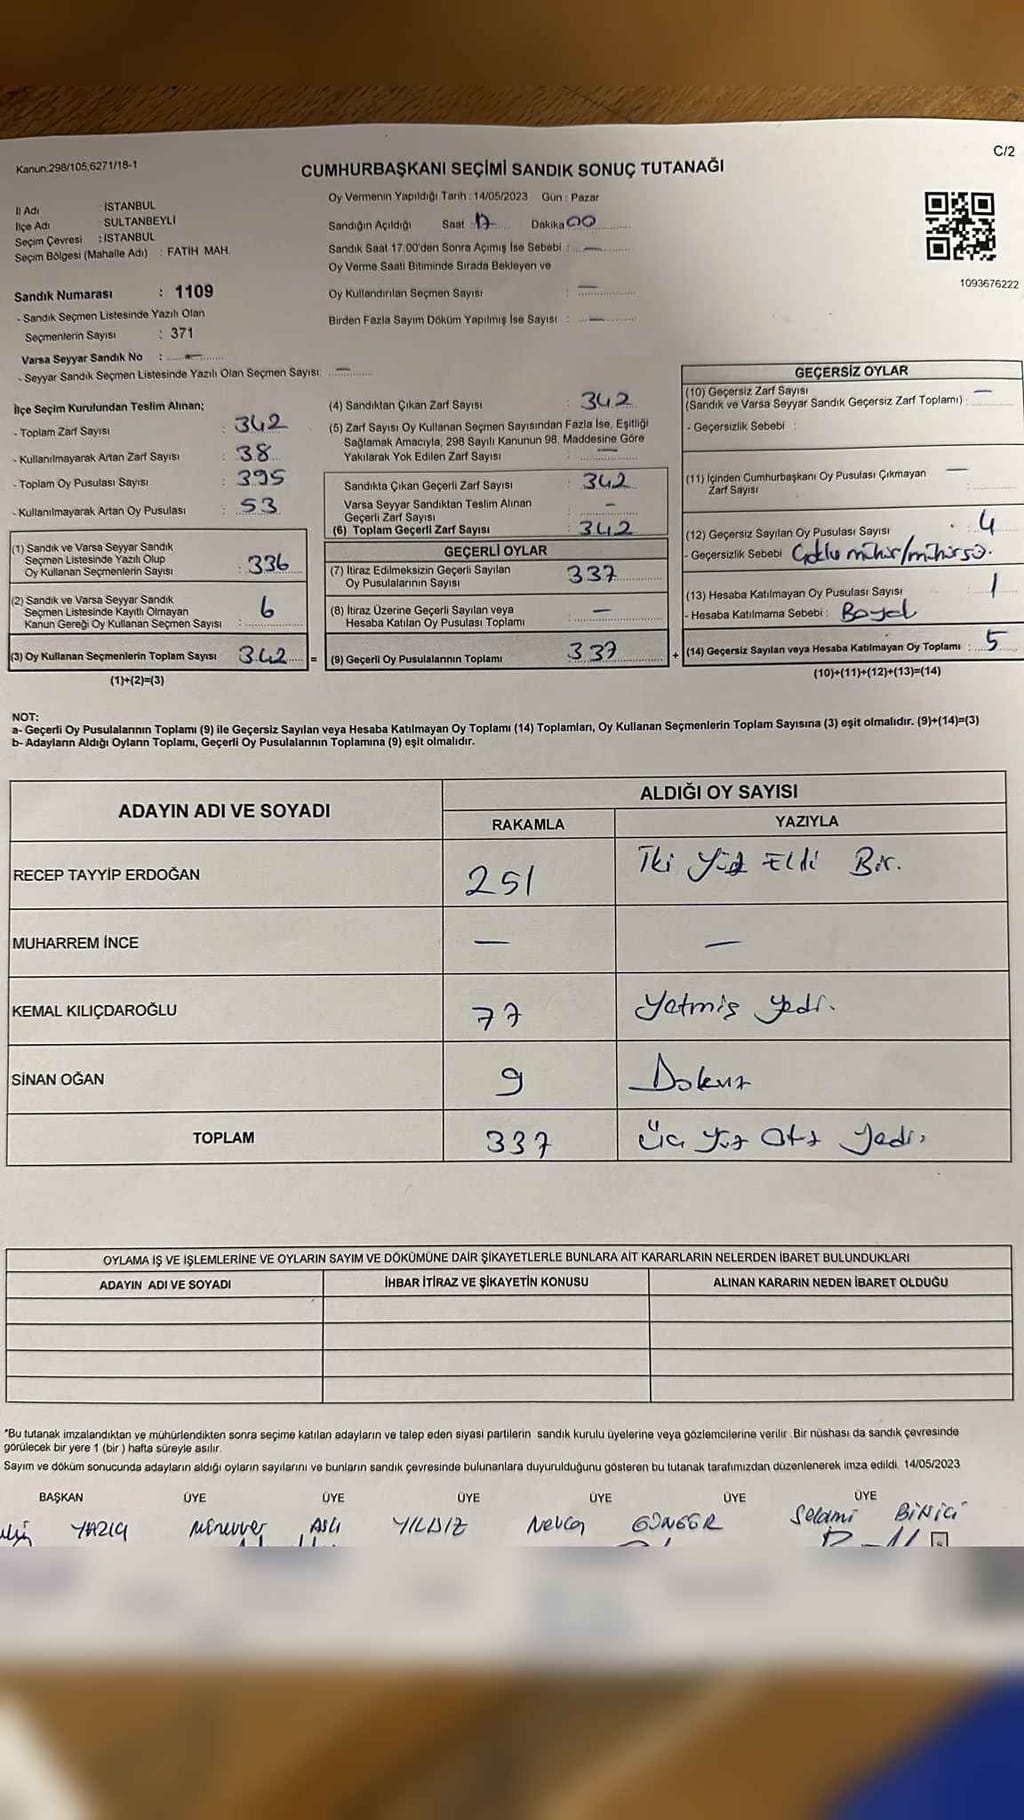 Kanun:298/105,6271/18-1
C/2
CUMHURBAŞKANI SEÇİMİ SANDIK SONUÇ TUTANAĞI
İl Adı : İSTANBUL
İlçe Adı : SULTANBEYLİ
Seçim Çevresi : İSTANBUL
Seçim Bölgesi (Mahalle Adı) : FATİH MAH.
Oy Vermenin Yapıldığı Tarih : 14/05/2023 Gün : Pazar
Sandığın Açıldığı Saat 17 Dakika 00
Sandık Saat 17:00'den Sonra Açımış İse Sebebi : —
Oy Verme Saati Bitiminde Sırada Bekleyen ve
Oy Kullandırılan Seçmen Sayısı : —
Birden Fazla Sayım Döküm Yapılmış İse Sayısı : —
1093676222
Sandık Numarası : 1109
- Sandık Seçmen Listesinde Yazılı Olan
Seçmenlerin Sayısı : 371
Varsa Seyyar Sandık No : —
- Seyyar Sandık Seçmen Listesinde Yazılı Olan Seçmen Sayısı: —
İlçe Seçim Kurulundan Teslim Alınan;
- Toplam Zarf Sayısı : 342
- Kullanılmayarak Artan Zarf Sayısı : 38
- Toplam Oy Pusulası Sayısı : 395
- Kullanılmayarak Artan Oy Pusulası : 53
(1) Sandık ve Varsa Seyyar Sandık
Seçmen Listesinde Yazılı Olup
Oy Kullanan Seçmenlerin Sayısı : 336
(2) Sandık ve Varsa Seyyar Sandık
Seçmen Listesinde Kayıtlı Olmayan
Kanun Gereği Oy Kullanan Seçmen Sayısı : 6
(3) Oy Kullanan Seçmenlerin Toplam Sayısı 342 =
(1)+(2)=(3)
(4) Sandıktan Çıkan Zarf Sayısı : 342
(5) Zarf Sayısı Oy Kullanan Seçmen Sayısından Fazla İse, Eşitliği
Sağlamak Amacıyla, 298 Sayılı Kanunun 98. Maddesine Göre
Yakılarak Yok Edilen Zarf Sayısı : —
Sandıkta Çıkan Geçerli Zarf Sayısı : 342
Varsa Seyyar Sandıktan Teslim Alınan
Geçerli Zarf Sayısı : -
(6) Toplam Geçerli Zarf Sayısı : 342
GEÇERLİ OYLAR
(7) İtiraz Edilmeksizin Geçerli Sayılan
Oy Pusulalarının Sayısı : 337
(8) İtiraz Üzerine Geçerli Sayılan veya
Hesaba Katılan Oy Pusulası Toplamı : —
(9) Geçerli Oy Pusulalarının Toplamı : 337 +
GEÇERSİZ OYLAR
(10) Geçersiz Zarf Sayısı —
(Sandık ve Varsa Seyyar Sandık Geçersiz Zarf Toplamı) :
- Geçersizlik Sebebi :
(11) İçinden Cumhurbaşkanı Oy Pusulası Çıkmayan —
Zarf Sayısı
(12) Geçersiz Sayılan Oy Pusulası Sayısı : 4
- Geçersizlik Sebebi
(13) Hesaba Katılmayan Oy Pusulası Sayısı : 1
- Hesaba Katılmama Sebebi :
(14) Geçersiz Sayılan veya Hesaba Katılmayan Oy Toplamı : 5
(10)+(11)+(12)+(13)=(14)
NOT:
a- Geçerli Oy Pusulalarının Toplamı (9) ile Geçersiz Sayılan veya Hesaba Katılmayan Oy Toplamı (14) Toplamları, Oy Kullanan Seçmenlerin Toplam Sayısına (3) eşit olmalıdır. (9)+(14)=(3)
b- Adayların Aldığı Oyların Toplamı, Geçerli Oy Pusulalarının Toplamına (9) eşit olmalıdır.
ADAYIN ADI VE SOYADI
ALDIĞI OY SAYISI
RAKAMLA YAZIYLA
RECEP TAYYİP ERDOĞAN 251 İki Yüz Elli Bir.
MUHARREM İNCE — —
KEMAL KILIÇDAROĞLU 77 Yetmiş yedi.
SİNAN OĞAN 9 Dokuz
TOPLAM 337 Üç Yüz Otz Yedi.
OYLAMA İŞ VE İŞLEMLERİNE VE OYLARIN SAYIM VE DÖKÜMÜNE DAİR ŞİKAYETLERLE BUNLARA AİT KARARLARIN NELERDEN İBARET BULUNDUKLARI
ADAYIN ADI VE SOYADI İHBAR İTİRAZ VE ŞİKAYETİN KONUSU ALINAN KARARIN NEDEN İBARET OLDUĞU
*Bu tutanak imzalandıktan ve mühürlendikten sonra seçime katılan adayların ve talep eden siyasi partilerin sandık kurulu üyelerine veya gözlemcilerine verilir. Bir nüshası da sandık çevresinde
görülecek bir yere 1 (bir ) hafta süreyle asılır.
Sayım ve döküm sonucunda adayların aldığı oyların sayılarını ve bunların sandık çevresinde bulunanlara duyurulduğunu gösteren bu tutanak tarafımızdan düzenlenerek imza edildi. 14/05/2023
BAŞKAN ÜYE ÜYE ÜYE ÜYE ÜYE ÜYE
YAZICI Münevver ASLI YILDIZ GÜNGÖR Selami BİNİCİ